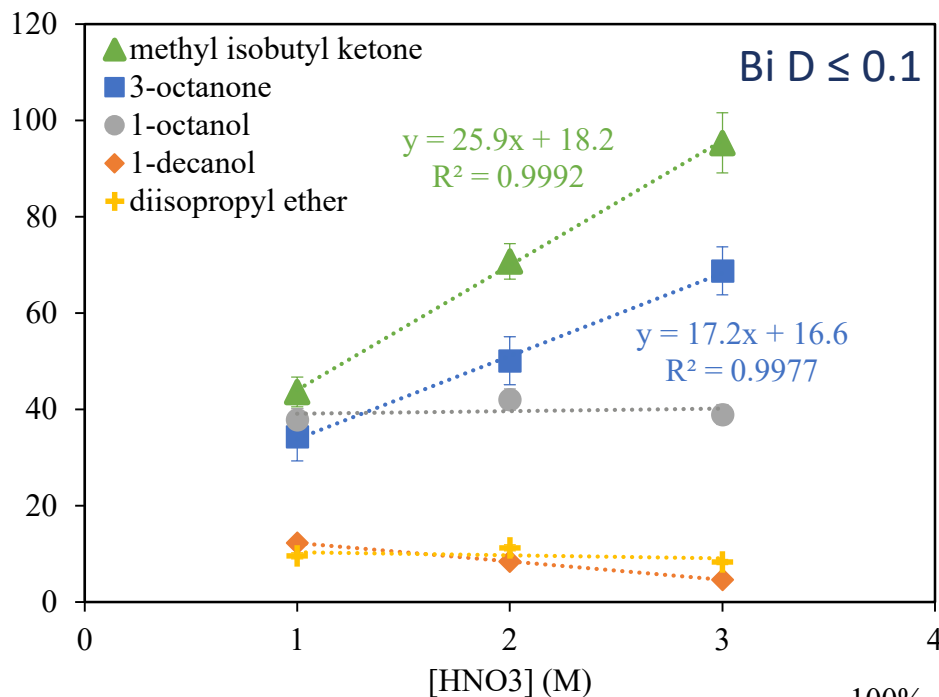 120
100
80
60
40
20
0
methyl isobutyl ketone
3-octanone
1-octanol
1-decanol
diisopropyl ether
Bi D ≤ 0.1
y = 25.9x + 18.2
R² = 0.9992
y = 17.2x + 16.6
R² = 0.9977
0 1 2 3 4
[HNO3] (M)
100%